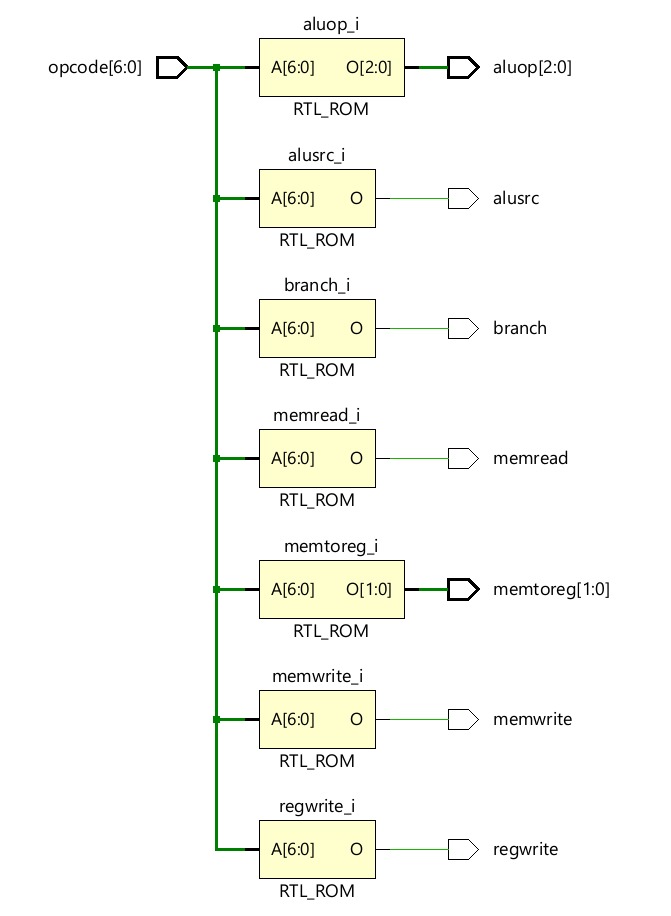 aluop_i
opcode[6:0] A[6:0] O[2:0] aluop[2:0]
RTL_ROM
alusrc_i
A[6:0] O alusrc
RTL_ROM
branch_i
A[6:0] O branch
RTL_ROM
memread_i
A[6:0] O memread
RTL_ROM
memtoreg_i
A[6:0] O[1:0] memtoreg[1:0]
RTL_ROM
memwrite_i
A[6:0] O memwrite
RTL_ROM
regwrite_i
A[6:0] O regwrite
RTL_ROM